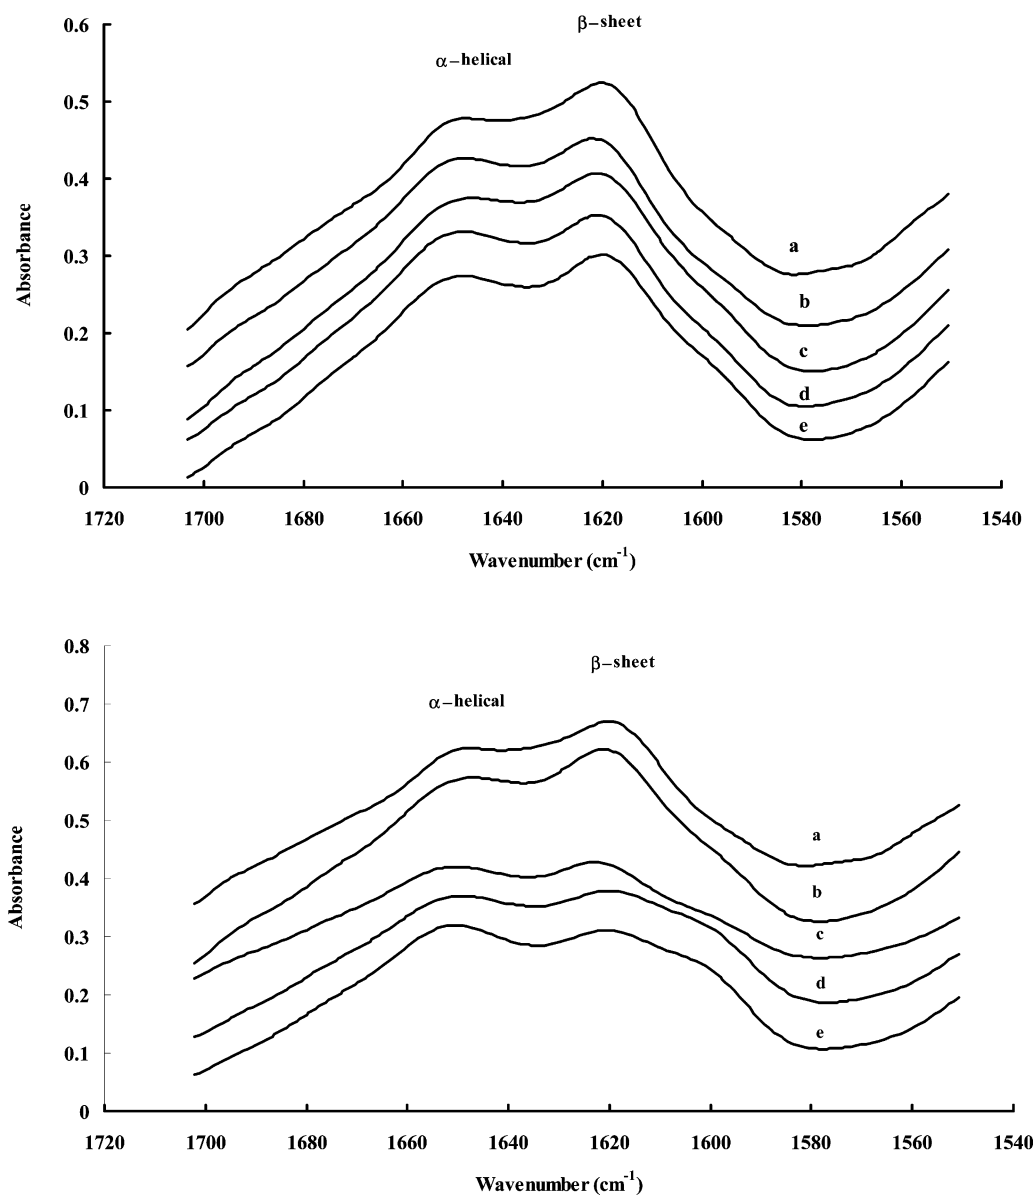 0.6
β–sheet
α–helical
0.5
0.4
Absorbance
0.3
a
b
0.2
c
d
0.1
e
0
1720 1700 1680 1660 1640 1620 1600 1580 1560 1540
Wavenumber (cm-1)
0.8
β–sheet
0.7
α–helical
0.6
0.5
a
Absorbance
0.4
b
c
0.3
d
0.2
e
0.1
0
1720 1700 1680 1660 1640 1620 1600 1580 1560 1540
Wavenumber (cm-1)